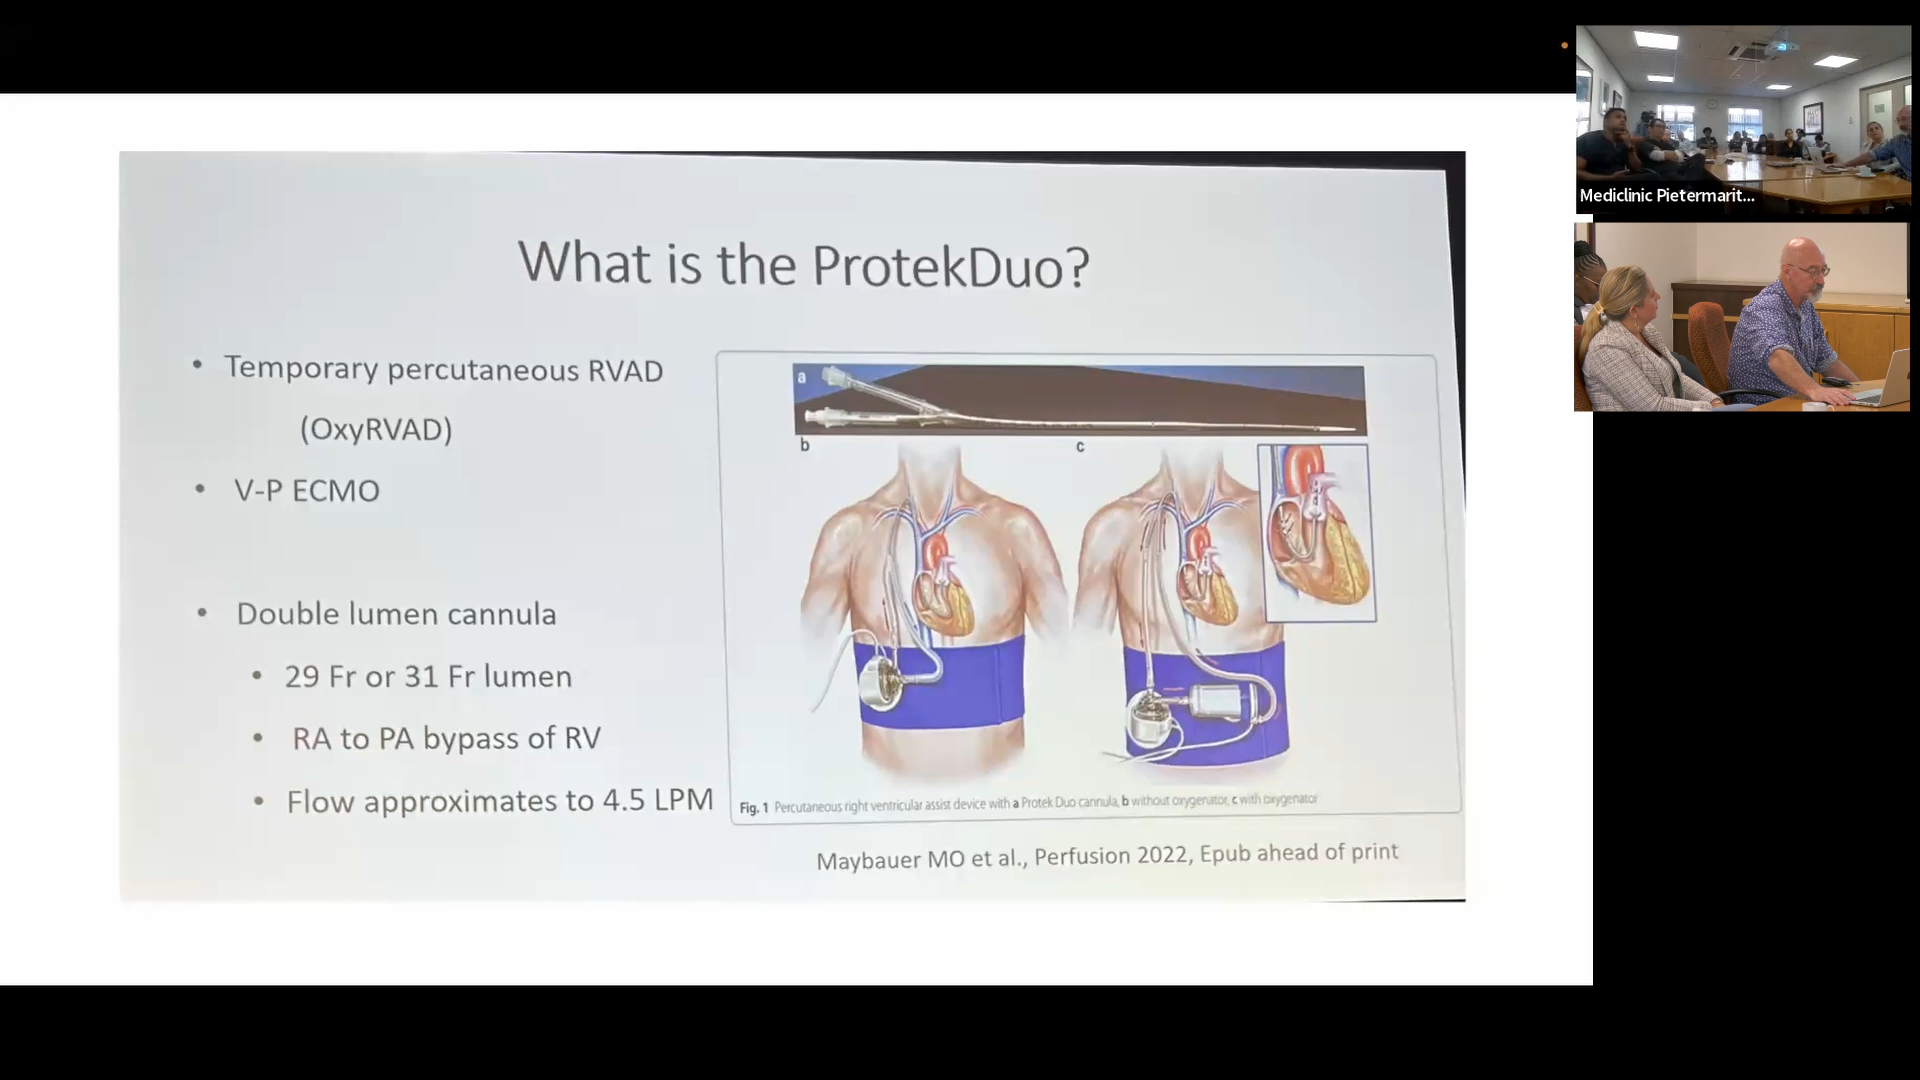 What is the ProtekDuo?
• Temporary percutaneous RVAD
(OxyRVAD)
• V-P ECMO
• Double lumen cannula
• 29 Fr or 31 Fr lumen
• RA to PA bypass of RV
• Flow approximates to 4.5 LPM
a
b
c
Fig. 1 Percutaneous right ventricular assist device with a Protek Duo cannula, b without oxygenator, c with oxygenator
Maybauer MO et al., Perfusion 2022, Epub ahead of print
Mediclinic Pietermarit...